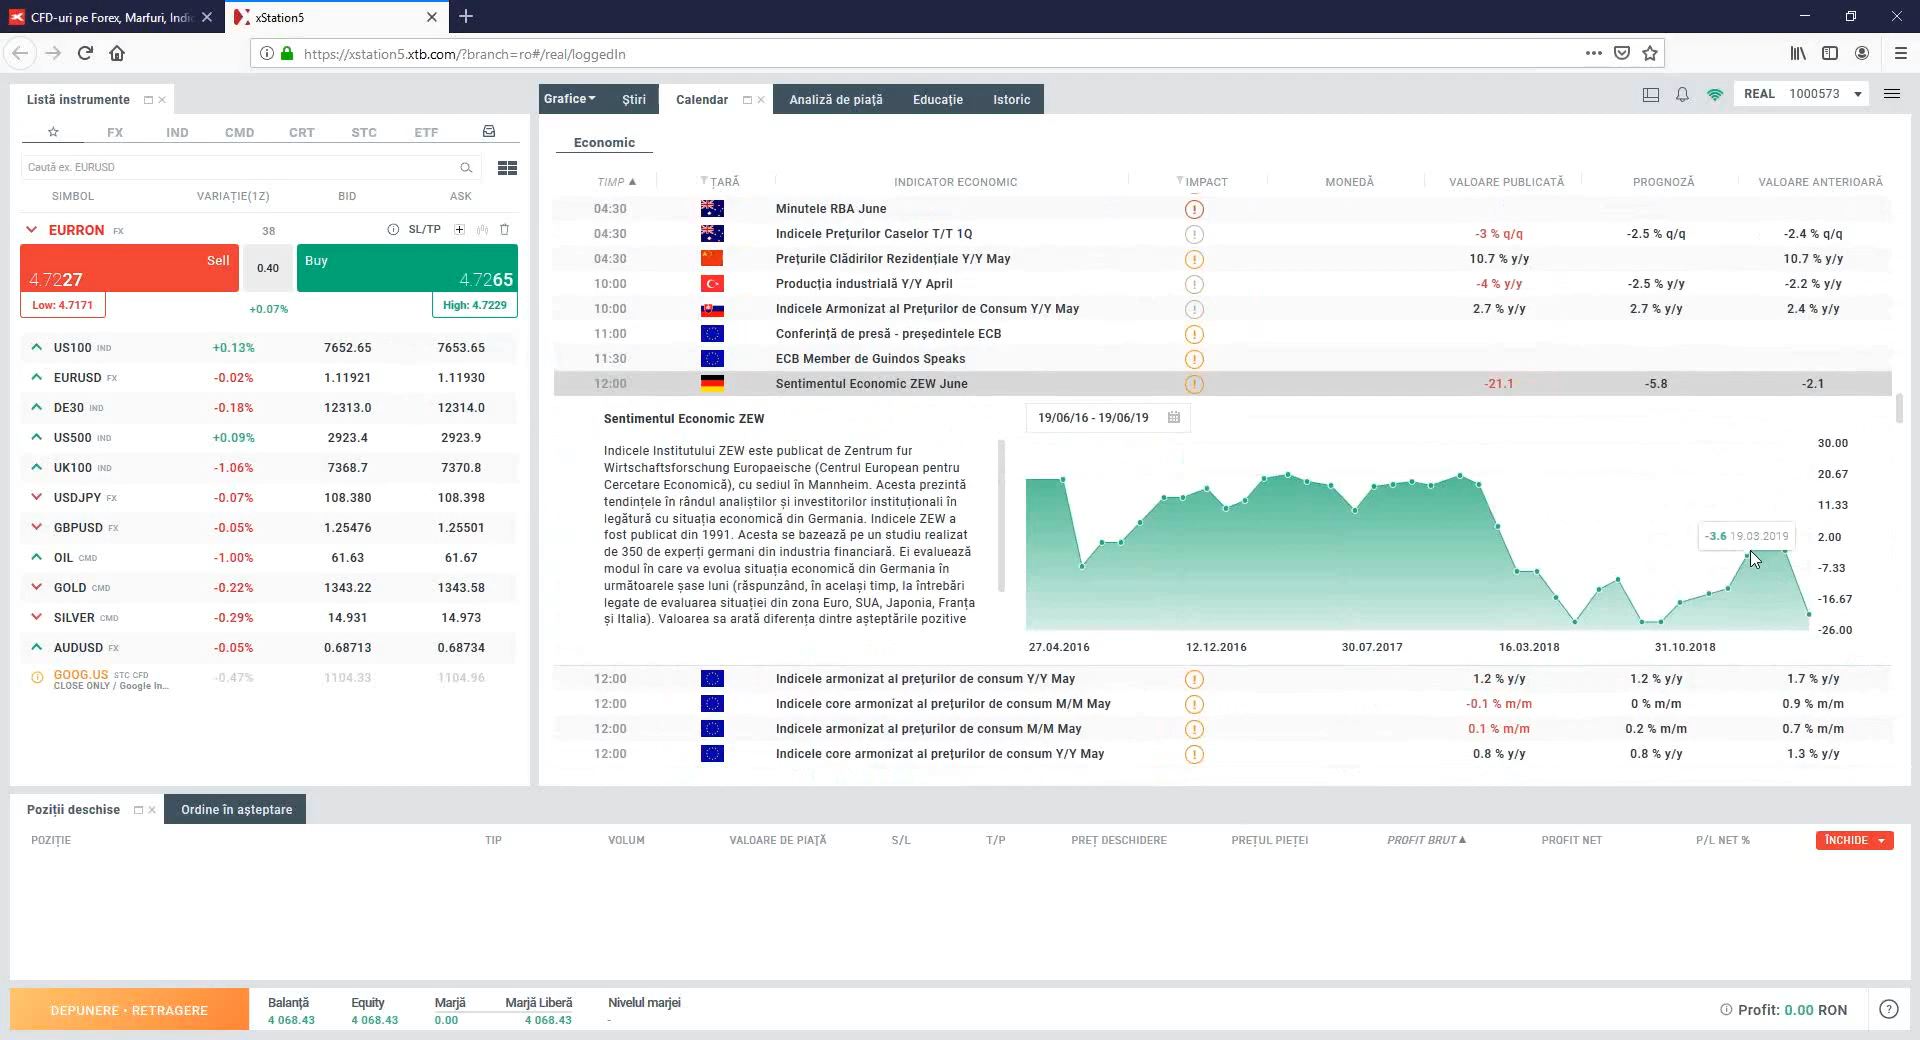 CFD-uri pe Forex, Marfuri, Indi
xStation5
https://xstation5.xtb.com/?branch=ro#/real/loggedIn
Listă instrumente
FX IND CMD CRT STC ETF
Caută ex. EURUSD
SIMBOL VARIAȚIE(1Z) BID ASK
EURRON FX 38 SL/TP
Sell
4.7227
0.40
Buy
4.7265
Low: 4.7171
+0.07%
High: 4.7229
US100 IND +0.13% 7652.65 7653.65
EURUSD FX -0.02% 1.11921 1.11930
DE30 IND -0.18% 12313.0 12314.0
US500 IND +0.09% 2923.4 2923.9
UK100 IND -1.06% 7368.7 7370.8
USDJPY FX -0.07% 108.380 108.398
GBPUSD FX -0.05% 1.25476 1.25501
OIL CMD -1.00% 61.63 61.67
GOLD CMD -0.22% 1343.22 1343.58
SILVER CMD -0.29% 14.931 14.973
AUDUSD FX -0.05% 0.68713 0.68734
GOOG.US STC CFD -0.47% 1104.33 1104.96
CLOSE ONLY / Google In...
Grafice Știri Calendar Analiză de piață Educație Istoric
REAL 1000573
Economic
TIMP ȚARĂ INDICATOR ECONOMIC IMPACT MONEDĂ VALOARE PUBLICATĂ PROGNOZĂ VALOARE ANTERIOARĂ
04:30 Minutele RBA June
04:30 Indicele Prețurilor Caselor T/T 1Q -3 % q/q -2.5 % q/q -2.4 % q/q
04:30 Prețurile Clădirilor Rezidențiale Y/Y May 10.7 % y/y 10.7 % y/y
10:00 Producția industrială Y/Y April -4 % y/y -2.5 % y/y -2.2 % y/y
10:00 Indicele Armonizat al Prețurilor de Consum Y/Y May 2.7 % y/y 2.7 % y/y 2.4 % y/y
11:00 Conferință de presă - președintele ECB
11:30 ECB Member de Guindos Speaks
12:00 Sentimentul Economic ZEW June -21.1 -5.8 -2.1
Sentimentul Economic ZEW
Indicele Institutului ZEW este publicat de Zentrum fur
Wirtschaftsforschung Europaeische (Centrul European pentru
Cercetare Economică), cu sediul în Mannheim. Acesta prezintă
tendințele în rândul analiștilor și investitorilor instituționali în
legătură cu situația economică din Germania. Indicele ZEW a
fost publicat din 1991. Acesta se bazează pe un studiu realizat
de 350 de experți germani din industria financiară. Ei evaluează
modul în care va evolua situația economică din Germania în
următoarele șase luni (răspunzând, în același timp, la întrebări
legate de evaluarea situației din zona Euro, SUA, Japonia, Franța
și Italia). Valoarea sa arată diferența dintre așteptările pozitive
19/06/16 - 19/06/19
30.00
20.67
11.33
2.00
-7.33
-16.67
-26.00
-3.6 19.03.2019
27.04.2016 12.12.2016 30.07.2017 16.03.2018 31.10.2018
12:00 Indicele armonizat al prețurilor de consum Y/Y May 1.2 % y/y 1.2 % y/y 1.7 % y/y
12:00 Indicele core armonizat al prețurilor de consum M/M May -0.1 % m/m 0 % m/m 0.9 % m/m
12:00 Indicele armonizat al prețurilor de consum M/M May 0.1 % m/m 0.2 % m/m 0.7 % m/m
12:00 Indicele core armonizat al prețurilor de consum Y/Y May 0.8 % y/y 0.8 % y/y 1.3 % y/y
Poziții deschise Ordine în așteptare
POZIȚIE TIP VOLUM VALOARE DE PIAȚĂ S/L T/P PREȚ DESCHIDERE PREȚUL PIEȚEI PROFIT BRUT PROFIT NET P/L NET % ÎNCHIDE
DEPUNERE • RETRAGERE
Balanță Equity Marjă Marjă Liberă Nivelul marjei
4 068.43 4 068.43 0.00 4 068.43 -
Profit: 0.00 RON